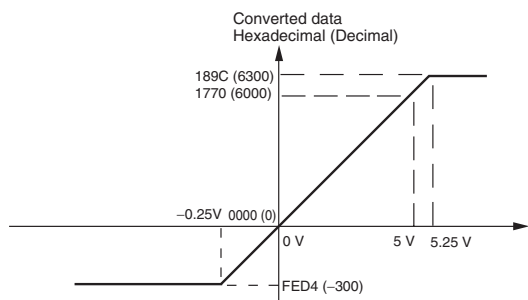 Converted data
Hexadecimal (Decimal)
189C (6300)
1770 (6000)
−0.25V 0000 (0)
0 V 5 V 5.25 V
FED4 (−300)